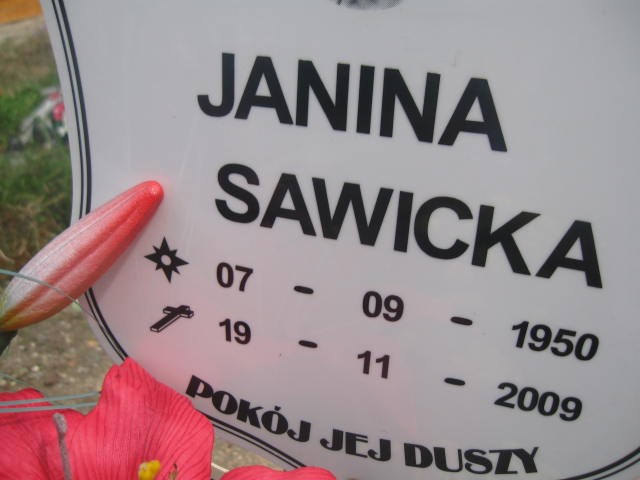 JANINA
SAWICKA
07 - 09 - 1950
19 - 11 - 2009
POKÓJ JEJ DUSZY